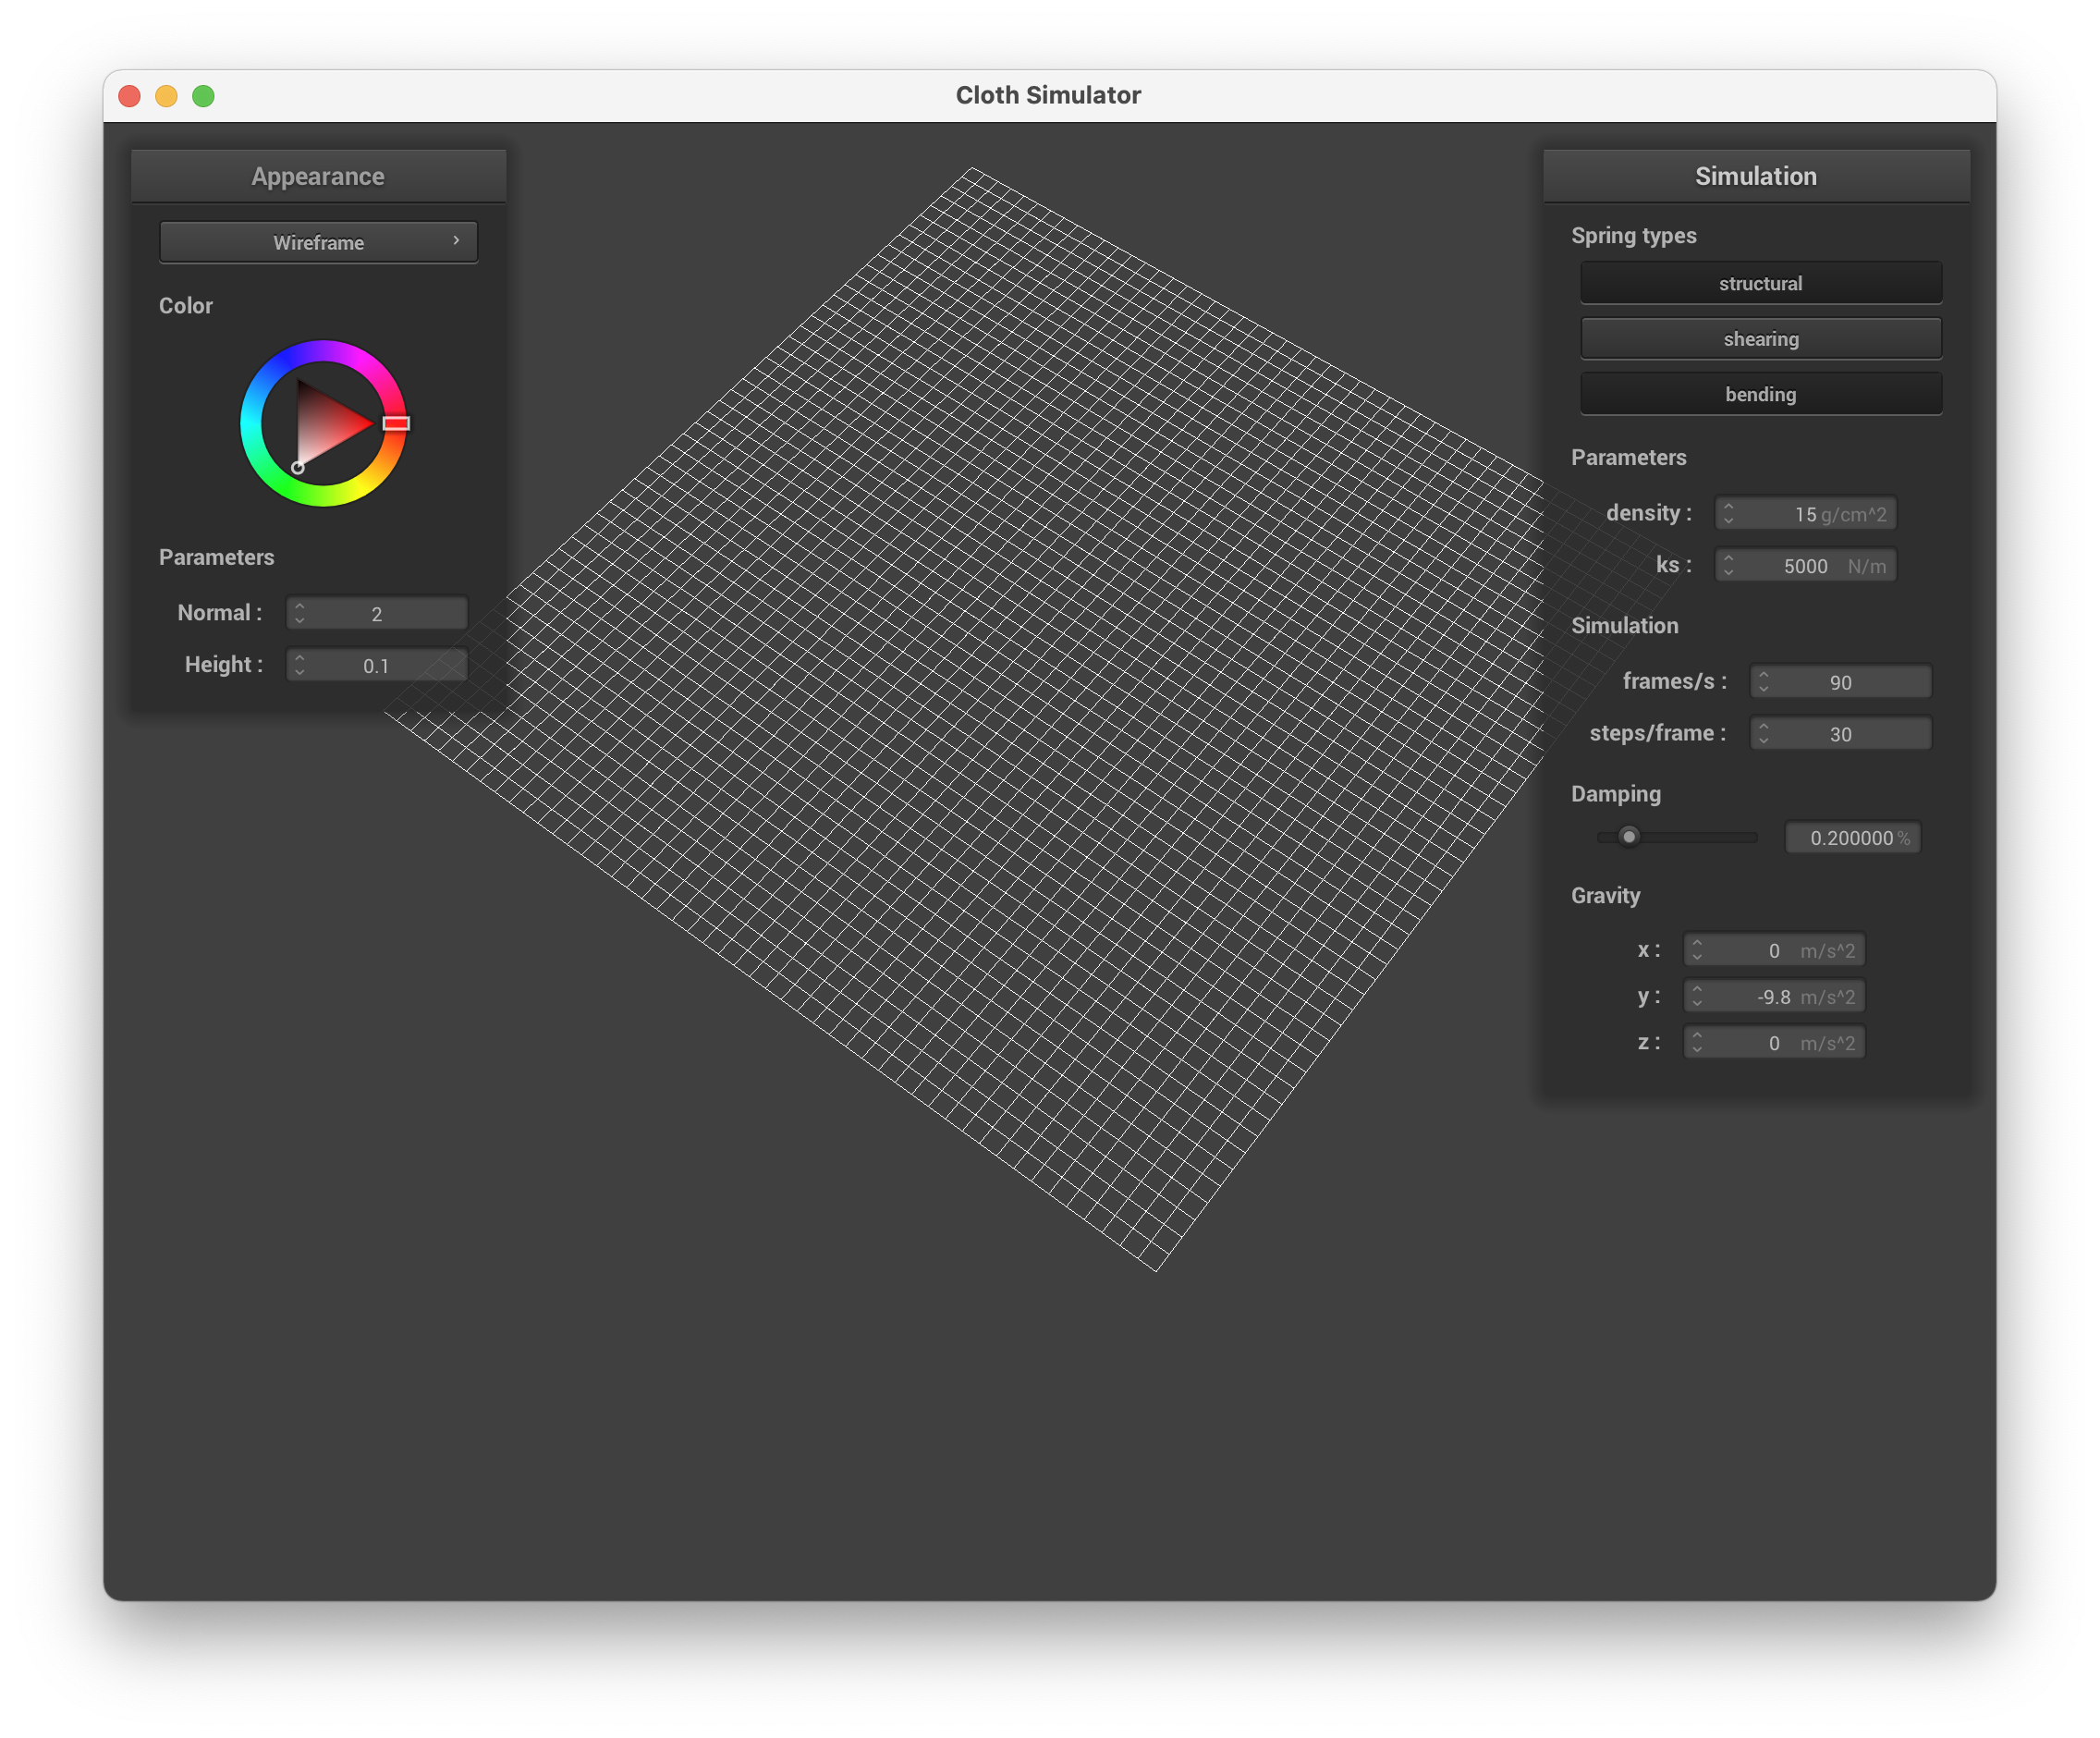 Cloth Simulator
Appearance
Wireframe
Color
Parameters
Normal : 2
Height : 0.1
Simulation
Spring types
structural
shearing
bending
Parameters
density : 15 g/cm^2
ks : 5000 N/m
Simulation
frames/s : 90
steps/frame : 30
Damping
0.200000 %
Gravity
x : 0 m/s^2
y : -9.8 m/s^2
z : 0 m/s^2